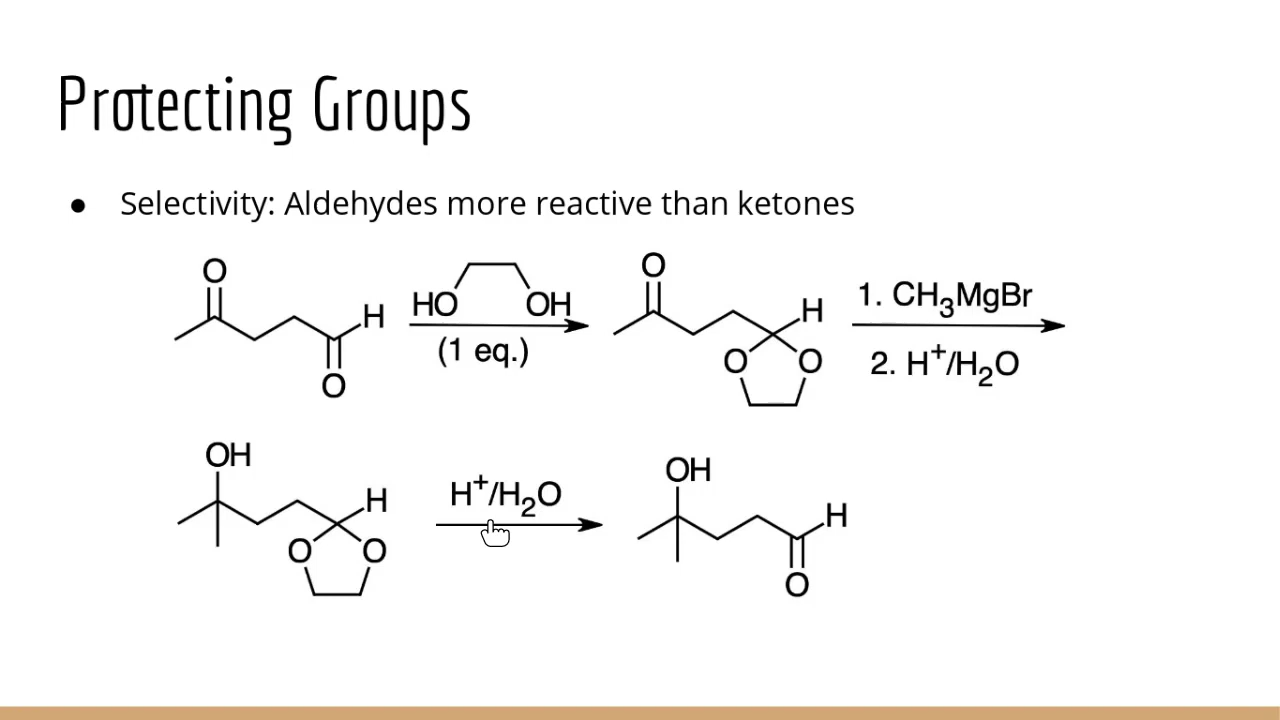 Protecting Groups
● Selectivity: Aldehydes more reactive than ketones
O
H
O
HO OH
(1 eq.)
O
H
O O
1. CH₃MgBr
2. H⁺/H₂O
OH
H
O O
H⁺/H₂O
OH
H
O